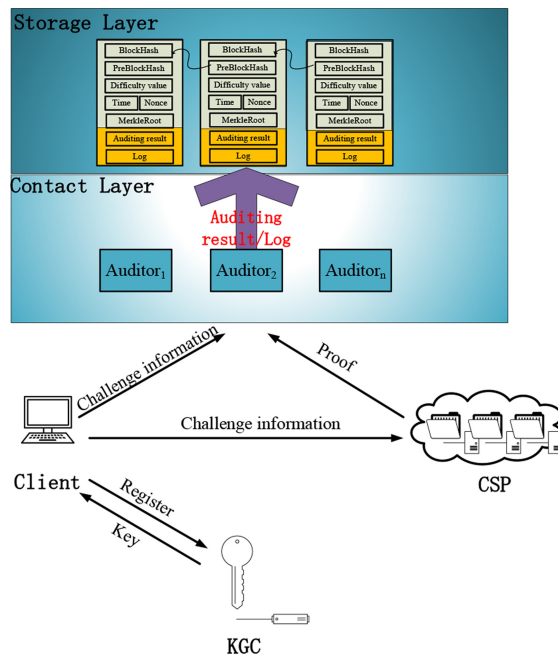 Storage Layer
BlockHash BlockHash BlockHash
PreBlockHash PreBlockHash PreBlockHash
Difficulty value Difficulty value Difficulty value
Time Nonce Time Nonce Time Nonce
MerkleRoot MerkleRoot MerkleRoot
Auditing result Auditing result Auditing result
Log Log Log
Contact Layer
Auditing
result/Log
Auditor₁ Auditor₂ Auditorₙ
Challenge information
Proof
Challenge information
Client
CSP
Register
Key
KGC